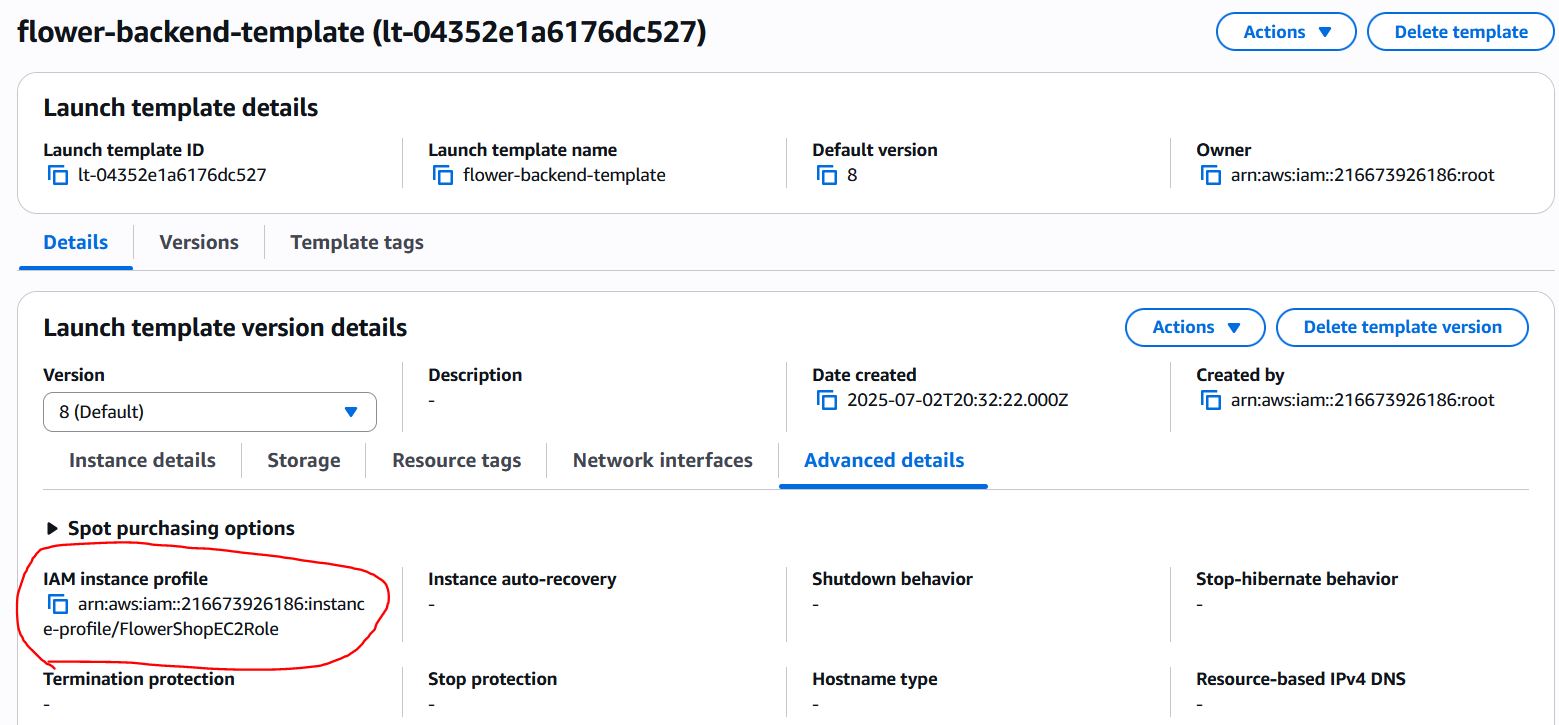 flower-backend-template (lt-04352e1a6176dc527)
Actions
Delete template
Launch template details
Launch template ID
lt-04352e1a6176dc527
Launch template name
flower-backend-template
Default version
8
Owner
arn:aws:iam::216673926186:root
Details
Versions
Template tags
Launch template version details
Actions
Delete template version
Version
8 (Default)
Description
-
Date created
2025-07-02T20:32:22.000Z
Created by
arn:aws:iam::216673926186:root
Instance details
Storage
Resource tags
Network interfaces
Advanced details
Spot purchasing options
IAM instance profile
arn:aws:iam::216673926186:instanc
e-profile/FlowerShopEC2Role
Instance auto-recovery
-
Shutdown behavior
-
Stop-hibernate behavior
-
Termination protection
-
Stop protection
-
Hostname type
-
Resource-based IPv4 DNS
-